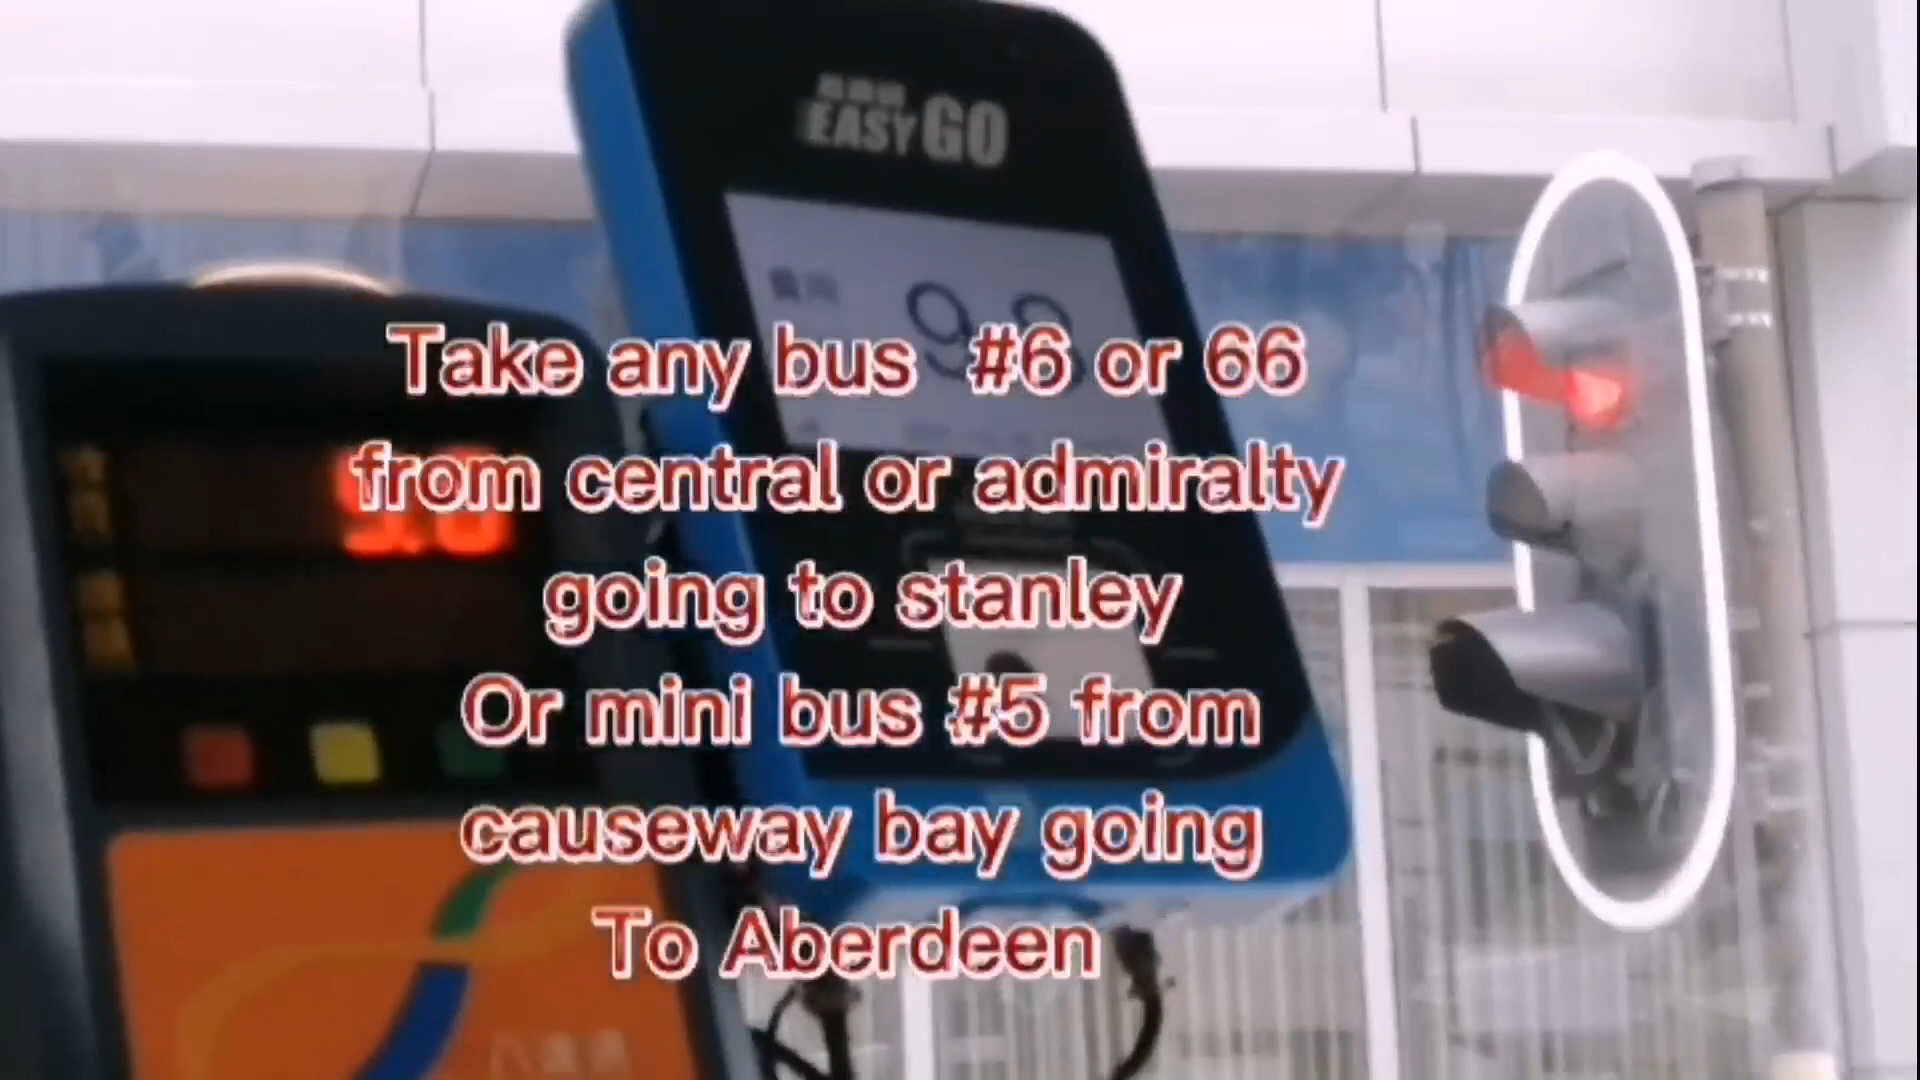 EASY GO
Take any bus #6 or 66
from central or admiralty
going to stanley
Or mini bus #5 from
causeway bay going
To Aberdeen